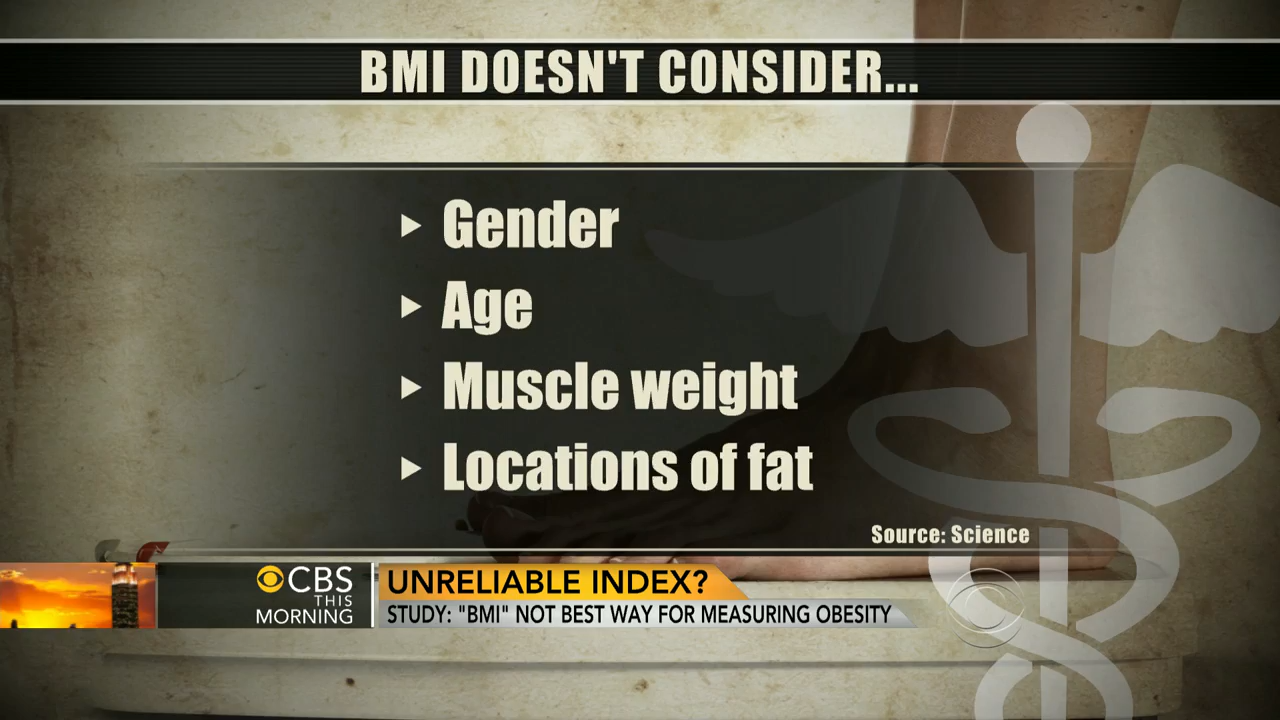 BMI DOESN'T CONSIDER...
Gender
Age
Muscle weight
Locations of fat
Source: Science
CBS
THIS
MORNING
UNRELIABLE INDEX?
STUDY: "BMI" NOT BEST WAY FOR MEASURING OBESITY